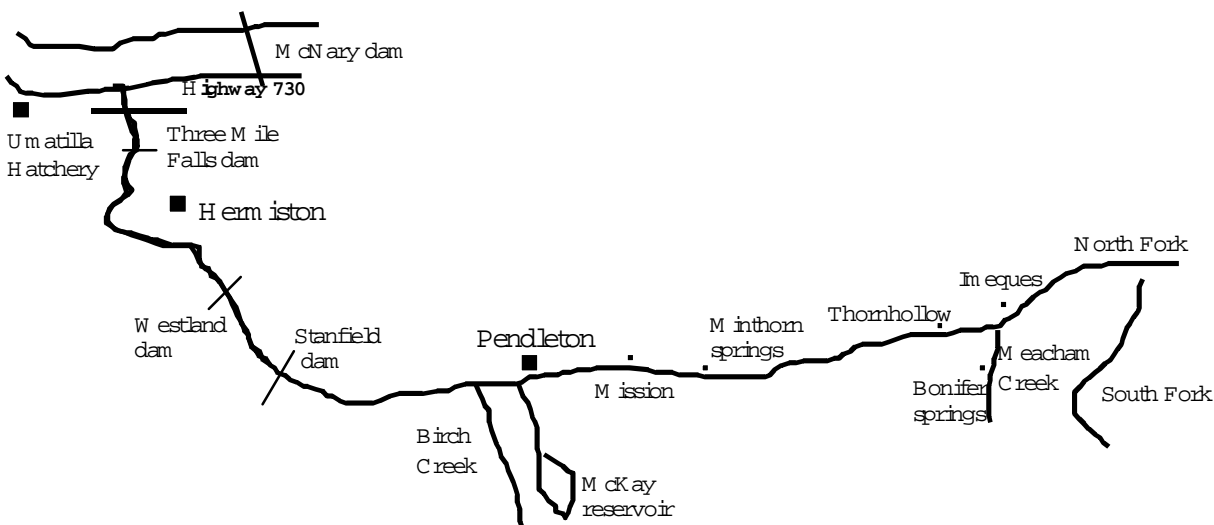 McNary dam
Highway 730
Umatilla
Hatchery
Three Mile
Falls dam
Hermiston
North Fork
Imeques
Thornhollow
Minthorn
springs
Westland
dam
Stanfield
dam
Pendleton
Mission
Meacham
Creek
Bonifer
springs
South Fork
Birch
Creek
McKay
reservoir